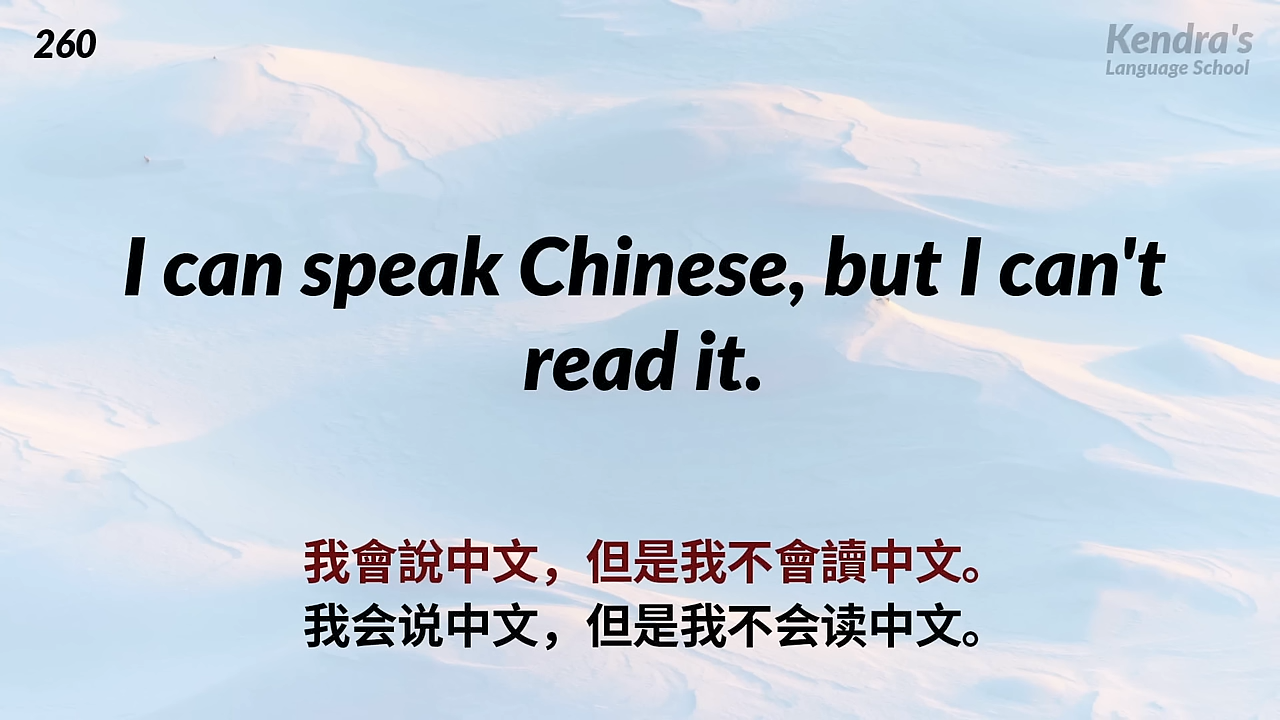 260
Kendra's
Language School
I can speak Chinese, but I can't
read it.
我會說中文，但是我不會讀中文。
我会说中文，但是我不会读中文。